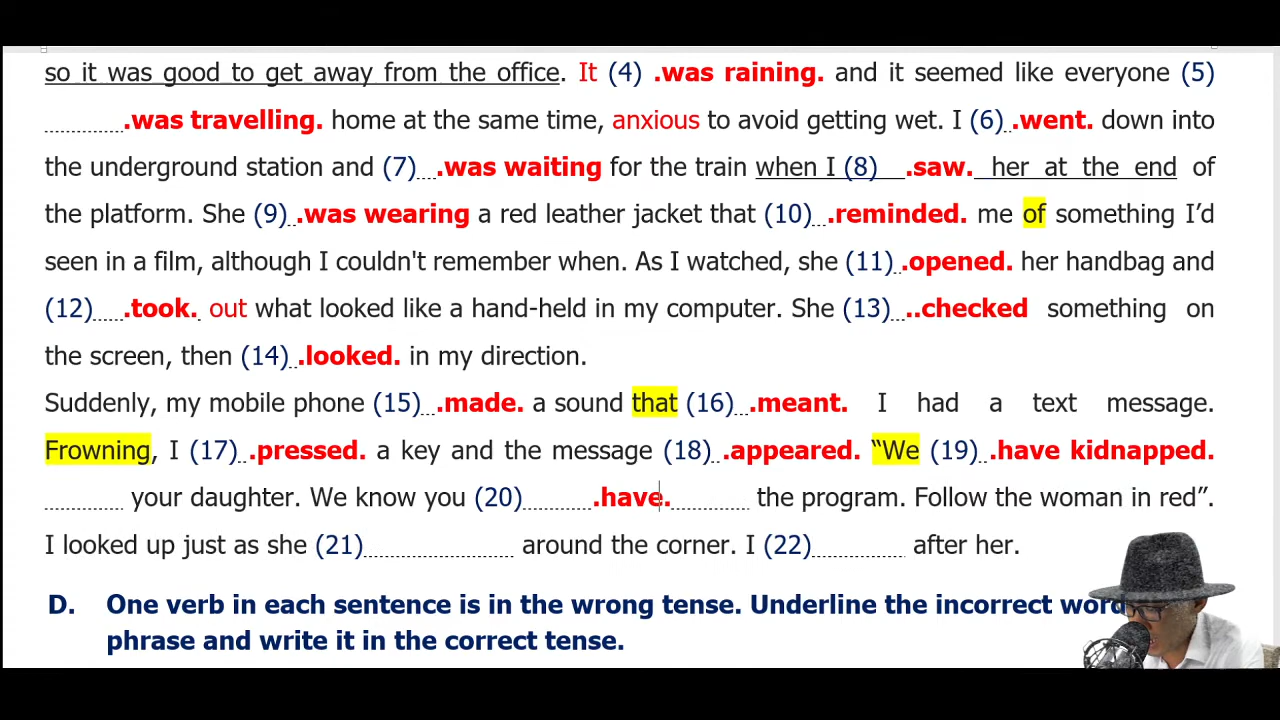 so it was good to get away from the office. It (4) .was raining. and it seemed like everyone (5)
............was travelling. home at the same time, anxious to avoid getting wet. I (6)..went. down into
the underground station and (7)....was waiting for the train when I (8) .saw. her at the end of
the platform. She (9)..was wearing a red leather jacket that (10)...reminded. me of something I’d
seen in a film, although I couldn't remember when. As I watched, she (11)..opened. her handbag and
(12).....took. out what looked like a hand-held in my computer. She (13)....checked something on
the screen, then (14)..looked. in my direction.
Suddenly, my mobile phone (15)...made. a sound that (16)...meant. I had a text message.
Frowning, I (17)..pressed. a key and the message (18)..appeared. “We (19)..have kidnapped.
............ your daughter. We know you (20)...........have............ the program. Follow the woman in red”.
I looked up just as she (21)...................... around the corner. I (22)............. after her.
D. One verb in each sentence is in the wrong tense. Underline the incorrect word
phrase and write it in the correct tense.